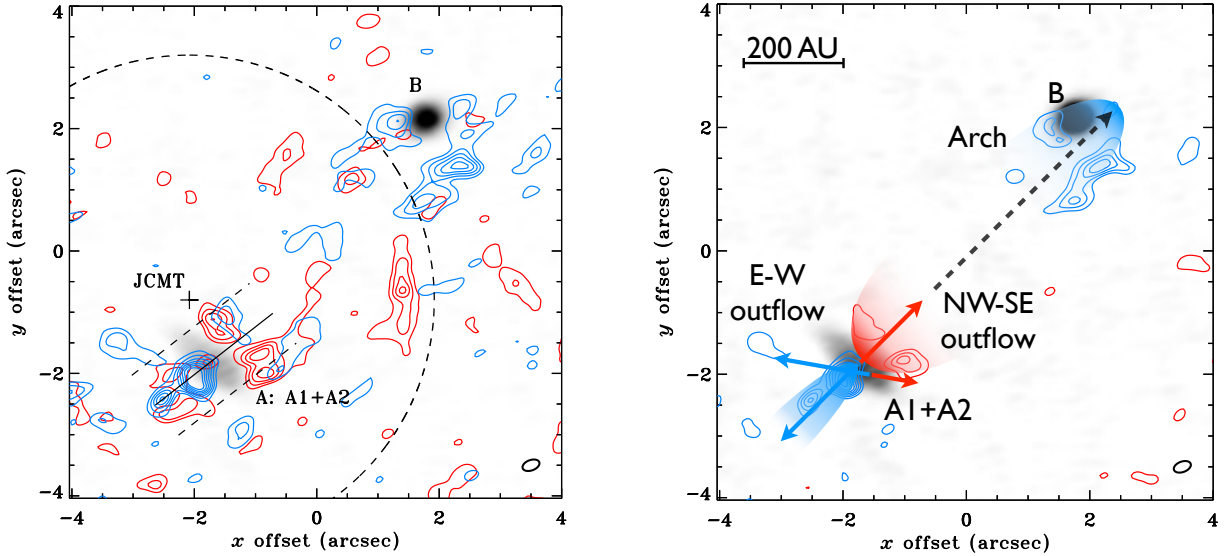 4
2
0
−2
−4
y offset (arcsec)
B
JCMT
A: A1+A2
−4
−2
0
2
4
x offset (arcsec)
4
2
0
−2
−4
y offset (arcsec)
200 AU
B
Arch
E-W
outflow
NW-SE
outflow
A1+A2
−4
−2
0
2
4
x offset (arcsec)